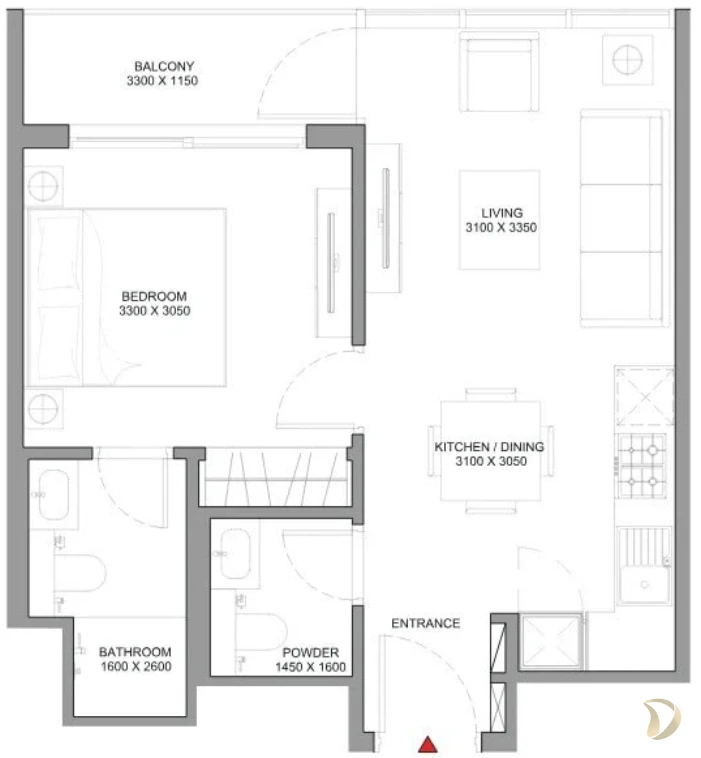 BALCONY
3300 X 1150
LIVING
3100 X 3350
BEDROOM
3300 X 3050
KITCHEN / DINING
3100 X 3050
ENTRANCE
BATHROOM
1600 X 2600
POWDER
1450 X 1600